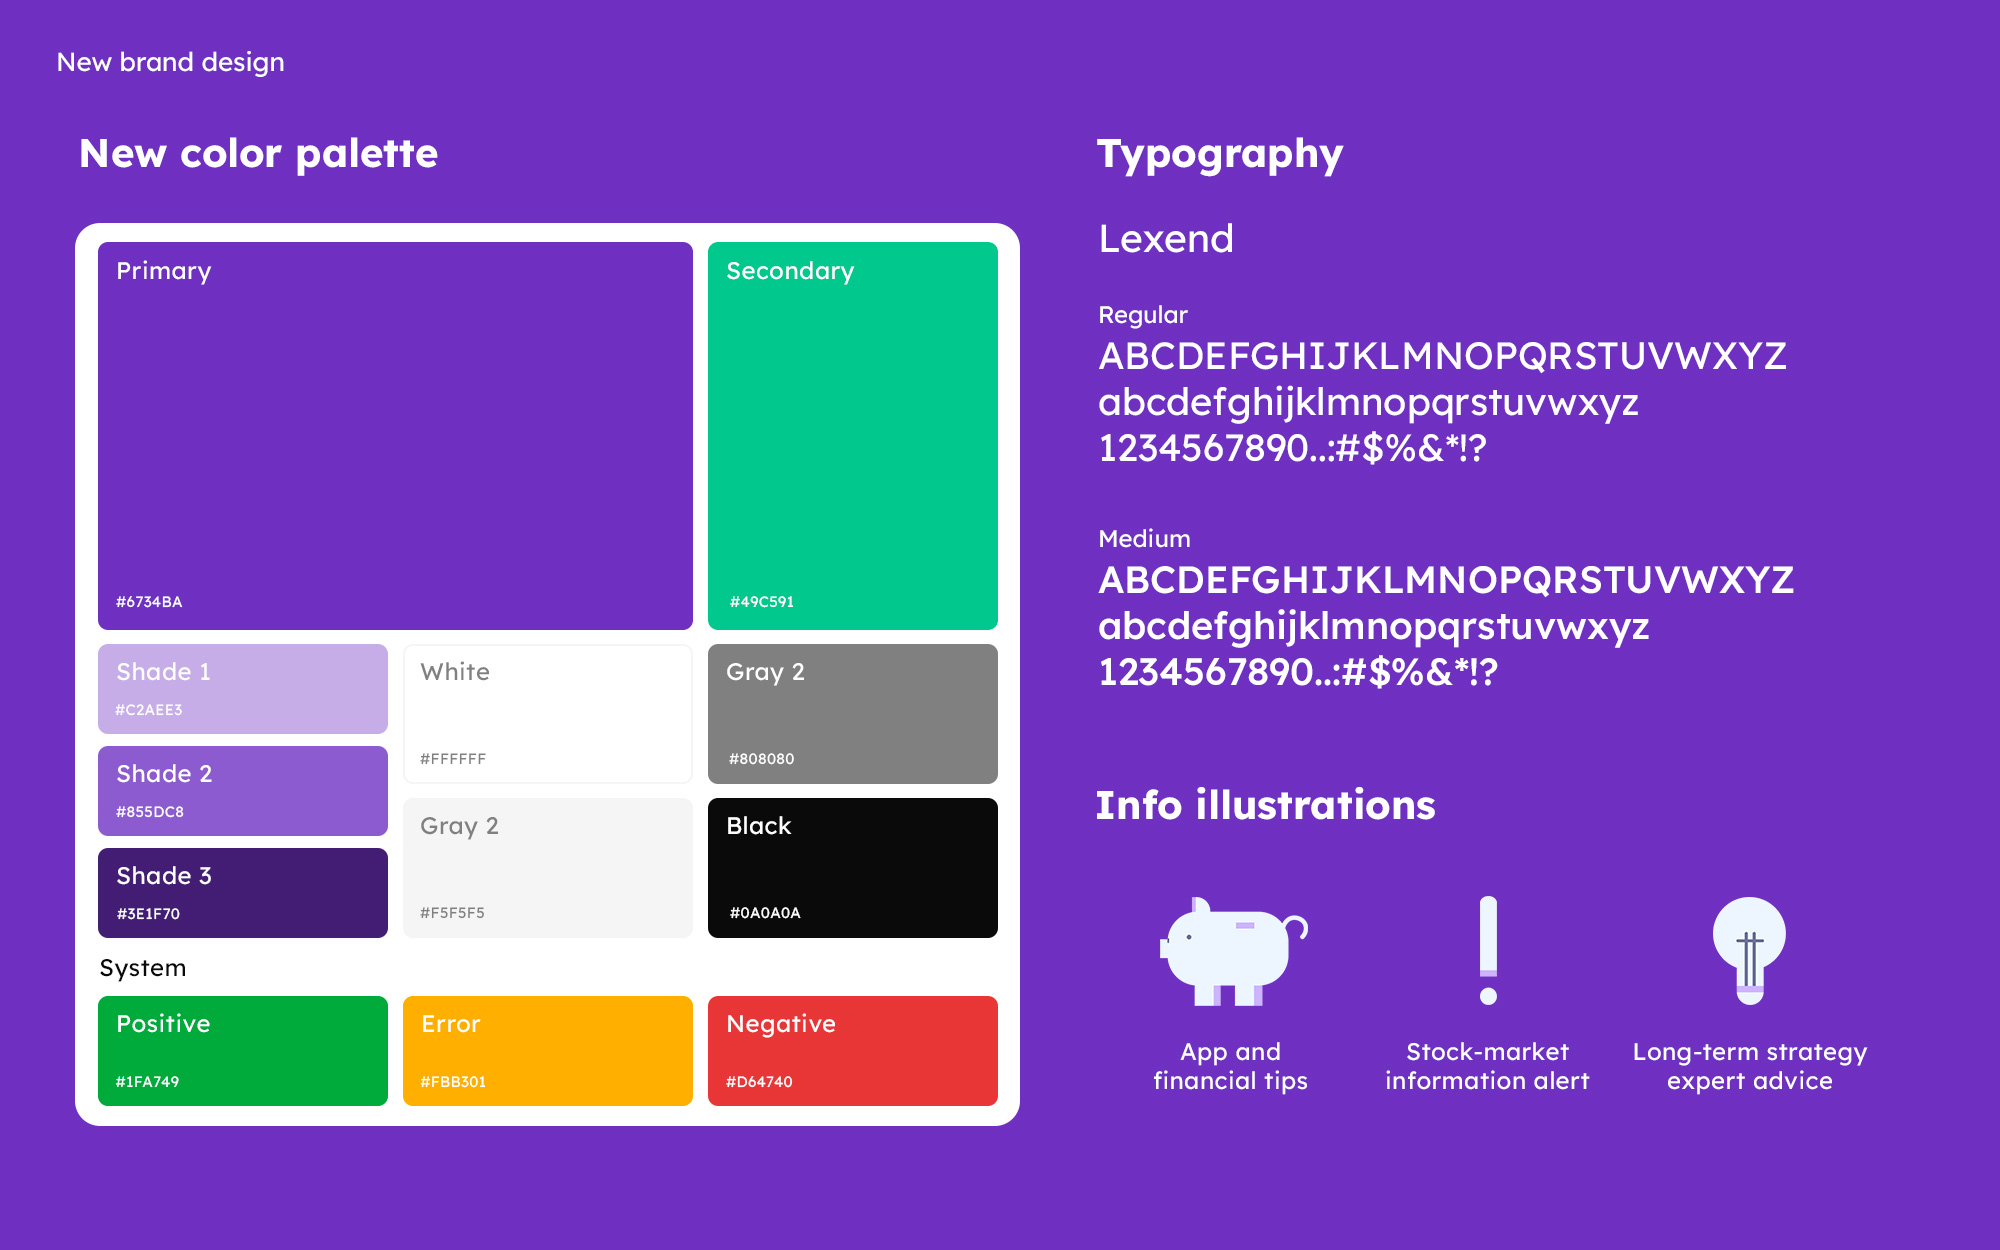 New brand design
New color palette
Primary
#6734BA
Secondary
#49C591
Shade 1
#C2AEE3
Shade 2
#855DC8
Shade 3
#3E1F70
White
#FFFFFF
Gray 2
#F5F5F5
Gray 2
#808080
Black
#0A0A0A
System
Positive
#1FA749
Error
#FBB301
Negative
#D64740
Typography
Lexend
Regular
ABCDEFGHIJKLMNOPQRSTUVWXYZ
abcdefghijklmnopqrstuvwxyz
1234567890..:#$%&*!?
Medium
ABCDEFGHIJKLMNOPQRSTUVWXYZ
abcdefghijklmnopqrstuvwxyz
1234567890..:#$%&*!?
Info illustrations
App and
financial tips
Stock-market
information alert
Long-term strategy
expert advice